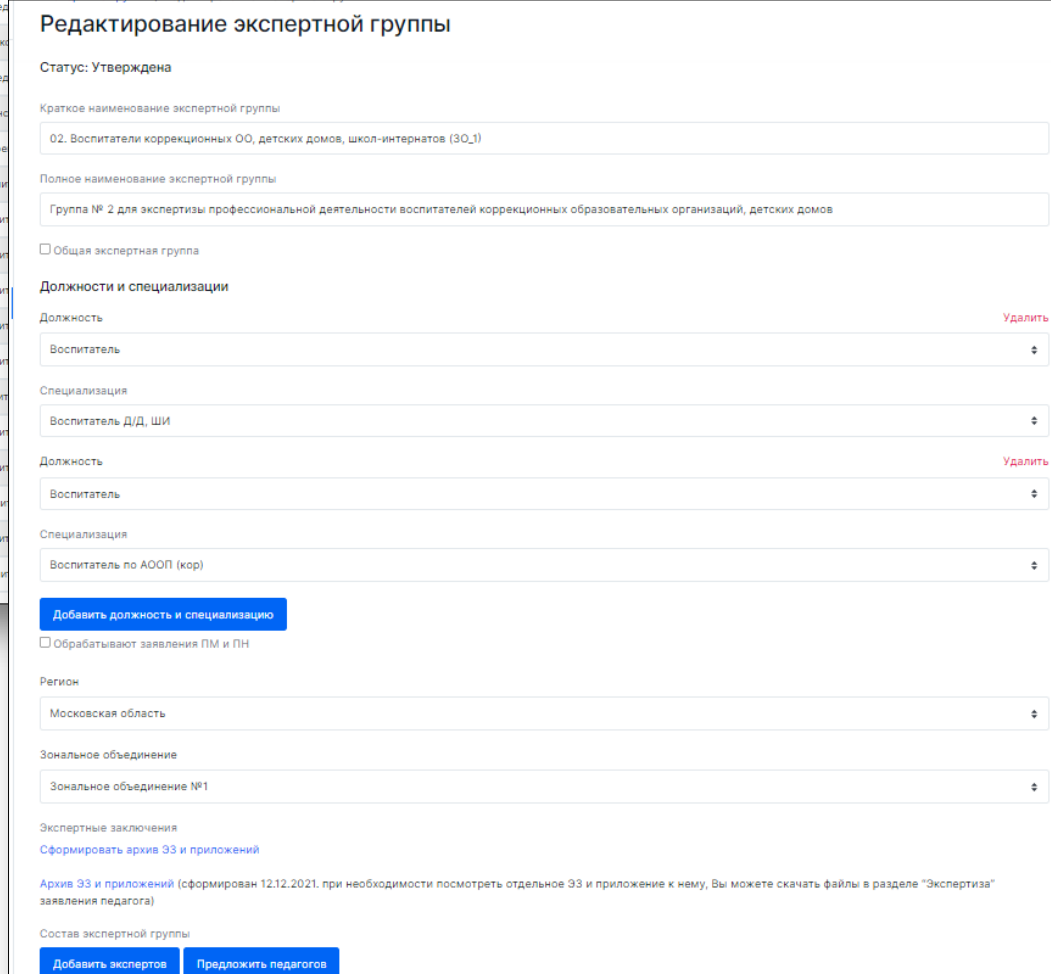 Редактирование экспертной группы
Статус: Утверждена
Краткое наименование экспертной группы
02. Воспитатели коррекционных ОО, детских домов, школ-интернатов (ЗО_1)
Полное наименование экспертной группы
Группа № 2 для экспертизы профессиональной деятельности воспитателей коррекционных образовательных организаций, детских домов
Общая экспертная группа
Должности и специализации
Должность Удалить
Воспитатель
Специализация
Воспитатель Д/Д, ШИ
Должность Удалить
Воспитатель
Специализация
Воспитатель по АООП (кор)
Добавить должность и специализацию
Обрабатывают заявления ПМ и ПН
Регион
Московская область
Зональное объединение
Зональное объединение №1
Экспертные заключения
Сформировать архив ЭЗ и приложений
Архив ЭЗ и приложений (сформирован 12.12.2021. при необходимости посмотреть отдельное ЭЗ и приложение к нему, Вы можете скачать файлы в разделе "Экспертиза"
заявления педагога)
Состав экспертной группы
Добавить экспертов Предложить педагогов